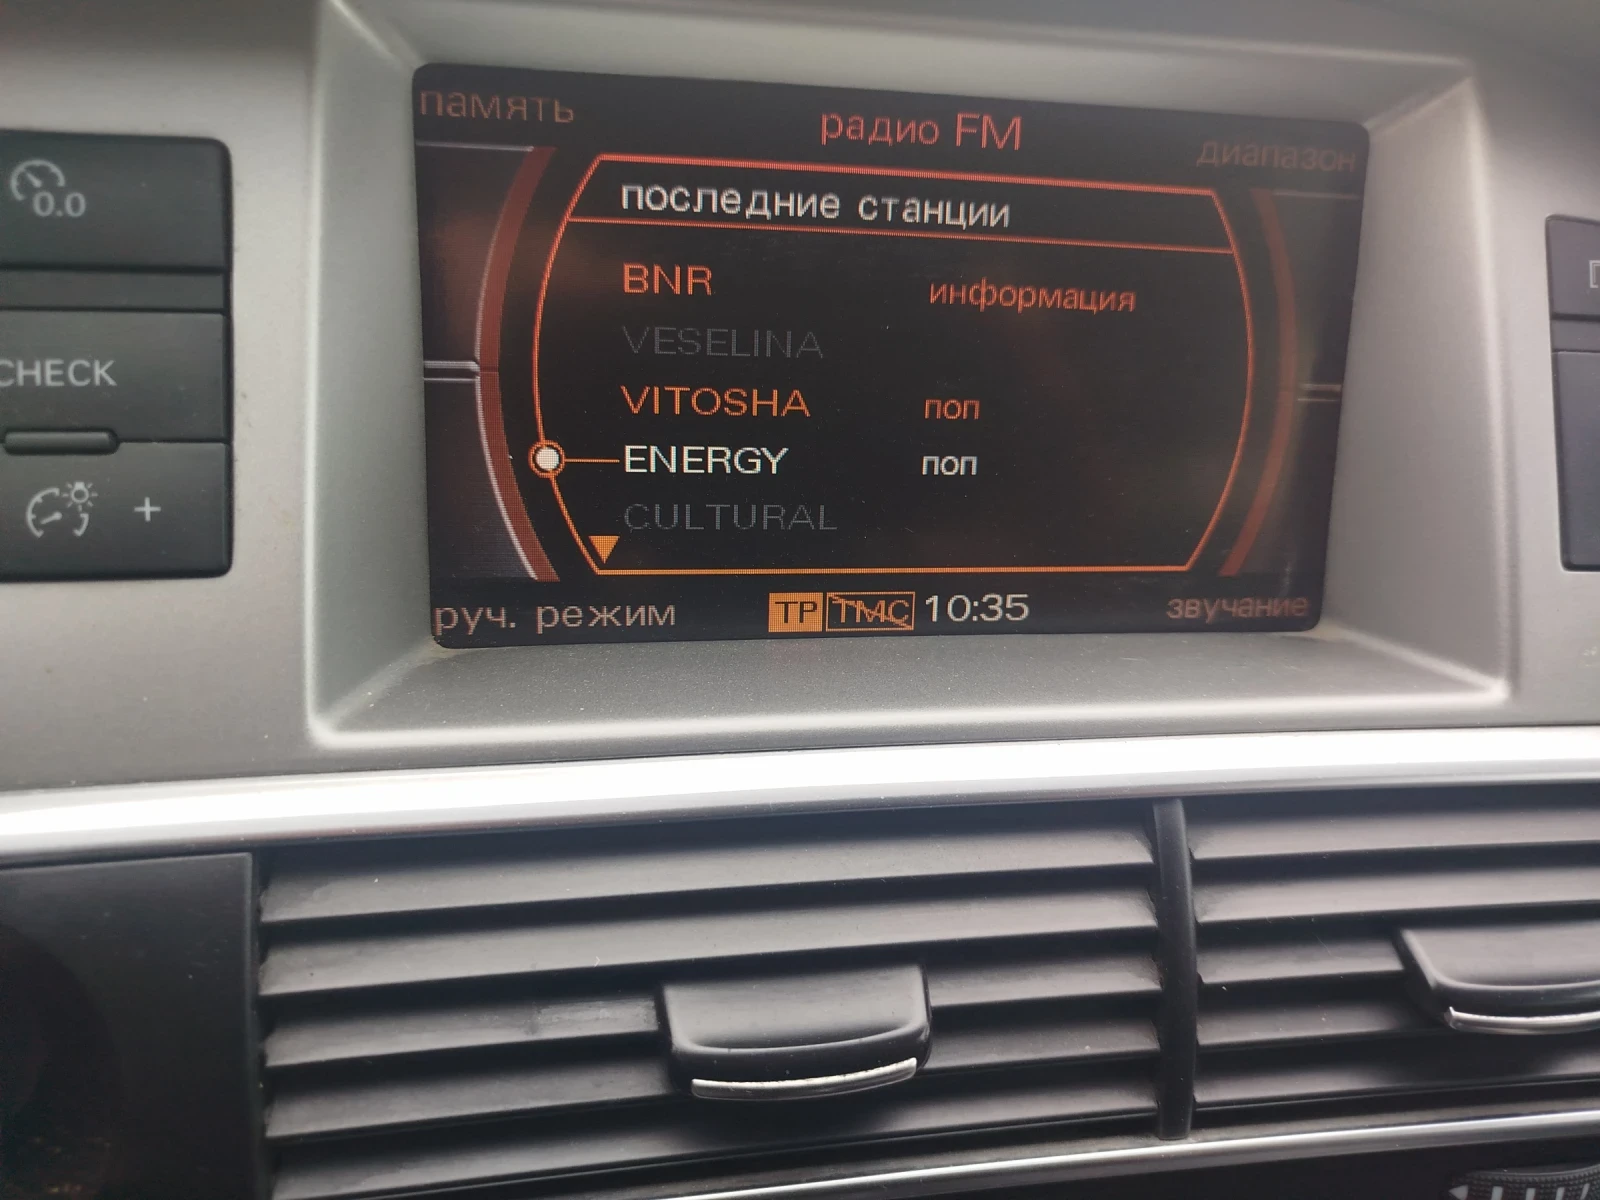 память
радио FM
диапазон
последние станции
BNR информация
VESELINA
VITOSHA поп
ENERGY поп
CULTURAL
руч. режим
TP TMC 10:35
звучание
0.0
CHECK
+